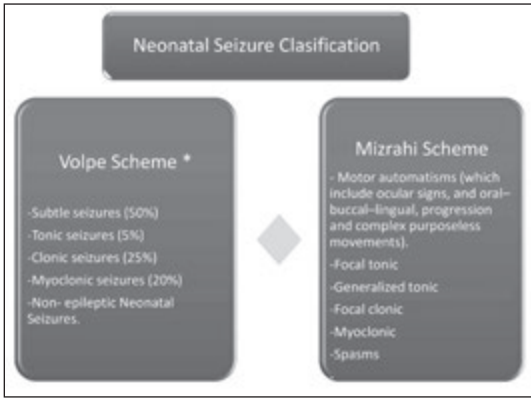 Neonatal Seizure Clasification
Volpe Scheme *
-Subtle seizures (50%)
-Tonic seizures (5%)
-Clonic seizures (25%)
-Myoclonic seizures (20%)
-Non- epileptic Neonatal
Seizures.
Mizrahi Scheme
- Motor automatisms (which
include ocular signs, and oral–
buccal–lingual, progression
and complex purposeless
movements).
-Focal tonic
-Generalized tonic
-Focal clonic
-Myoclonic
-Spasms